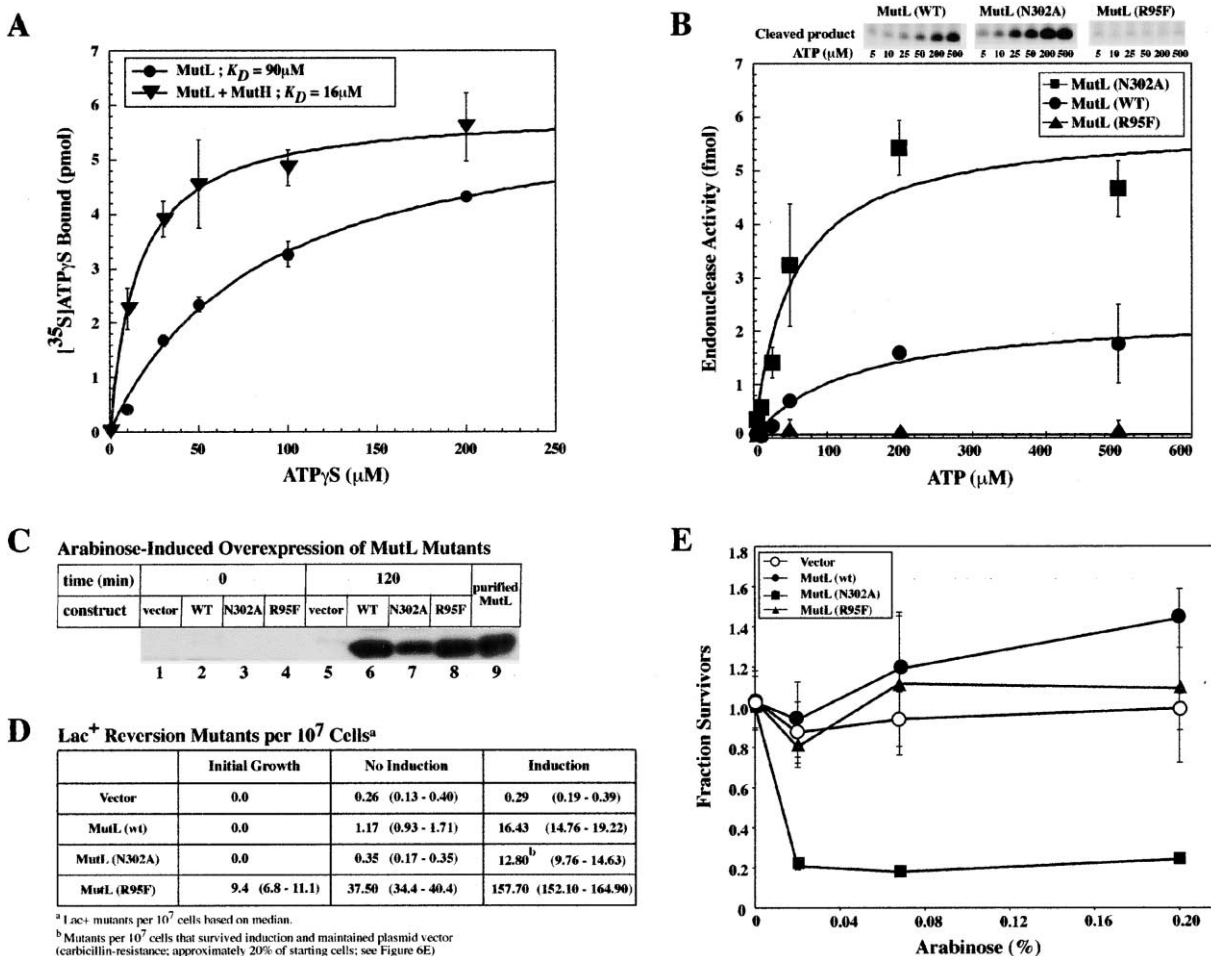 A
MutL ; K_D = 90μM
MutL + MutH ; K_D = 16μM
[35S]ATPγS Bound (pmol)
7
6
5
4
3
2
1
0
0 50 100 150 200 250
ATPγS (μM)
B
MutL (WT) MutL (N302A) MutL (R95F)
Cleaved product
ATP (μM) 5 10 25 50 200 500 5 10 25 50 200 500 5 10 25 50 200 500
MutL (N302A)
MutL (WT)
MutL (R95F)
Endonuclease Activity (fmol)
7
6
5
4
3
2
1
0
0 100 200 300 400 500 600
ATP (μM)
C Arabinose-Induced Overexpression of MutL Mutants
time (min) 0 120 purified MutL
construct vector WT N302A R95F vector WT N302A R95F
1 2 3 4 5 6 7 8 9
D Lac+ Reversion Mutants per 10^7 Cells^a
Initial Growth No Induction Induction
Vector 0.0 0.26 (0.13 - 0.40) 0.29 (0.19 - 0.39)
MutL (wt) 0.0 1.17 (0.93 - 1.71) 16.43 (14.76 - 19.22)
MutL (N302A) 0.0 0.35 (0.17 - 0.35) 12.80^b (9.76 - 14.63)
MutL (R95F) 9.4 (6.8 - 11.1) 37.50 (34.4 - 40.4) 157.70 (152.10 - 164.90)
a Lac+ mutants per 10^7 cells based on median.
b Mutants per 10^7 cells that survived induction and maintained plasmid vector
(carbicillin-resistance; approximately 20% of starting cells; see Figure 6E)
E
Vector
MutL (wt)
MutL (N302A)
MutL (R95F)
Fraction Survivors
1.8
1.6
1.4
1.2
1.0
0.8
0.6
0.4
0.2
0
0 0.04 0.08 0.12 0.16 0.20
Arabinose (%)